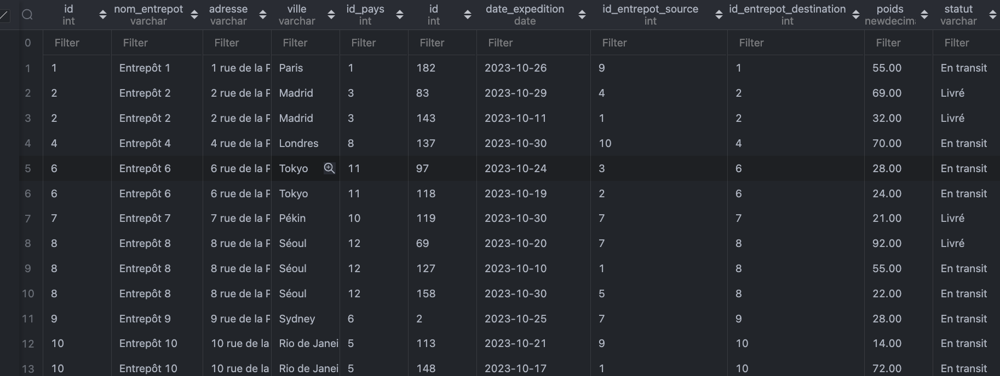 id nom_entrepot adresse ville id_pays id date_expedition id_entrepot_source id_entrepot_destination poids statut
int varchar varchar varchar int int date int int newdecim varchar
0 Filter Filter Filter Filter Filter Filter Filter Filter Filter Filter Filter
1 1 Entrepôt 1 1 rue de la P Paris 1 182 2023-10-26 9 1 55.00 En transit
2 2 Entrepôt 2 2 rue de la P Madrid 3 83 2023-10-29 4 2 69.00 Livré
3 2 Entrepôt 2 2 rue de la P Madrid 3 143 2023-10-11 1 2 32.00 Livré
4 4 Entrepôt 4 4 rue de la P Londres 8 137 2023-10-30 10 4 70.00 En transit
5 6 Entrepôt 6 6 rue de la P Tokyo 11 97 2023-10-24 3 6 28.00 En transit
6 6 Entrepôt 6 6 rue de la P Tokyo 11 118 2023-10-19 2 6 24.00 En transit
7 7 Entrepôt 7 7 rue de la P Pékin 10 119 2023-10-30 7 7 21.00 Livré
8 8 Entrepôt 8 8 rue de la P Séoul 12 69 2023-10-20 7 8 92.00 Livré
9 8 Entrepôt 8 8 rue de la P Séoul 12 127 2023-10-10 1 8 55.00 En transit
10 8 Entrepôt 8 8 rue de la P Séoul 12 158 2023-10-30 5 8 22.00 En transit
11 9 Entrepôt 9 9 rue de la P Sydney 6 2 2023-10-25 7 9 28.00 En transit
12 10 Entrepôt 10 10 rue de la Rio de Janei 5 113 2023-10-21 9 10 14.00 En transit
13 10 Entrepôt 10 10 rue de la Rio de Janei 5 148 2023-10-17 1 10 72.00 En transit